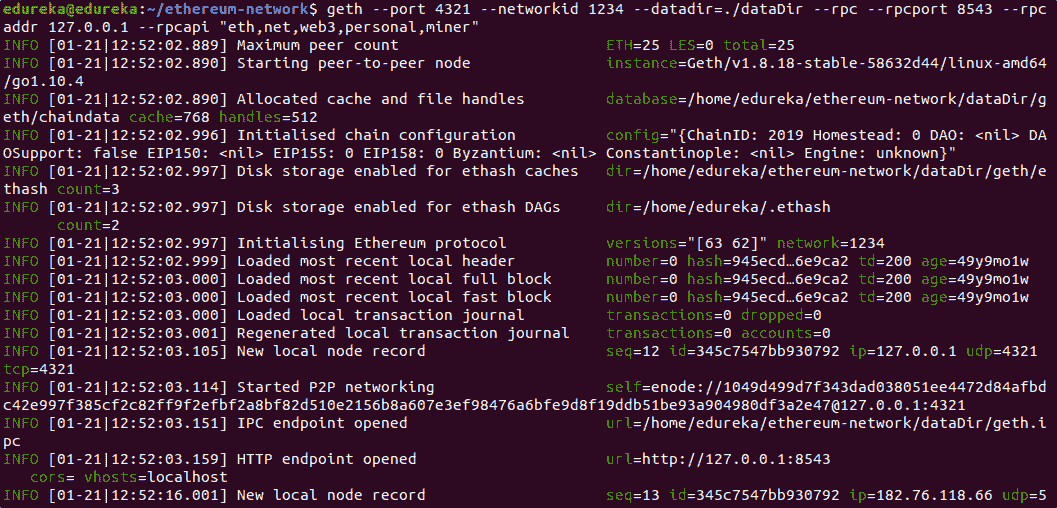 edureka@edureka:~/ethereum-network$ geth --port 4321 --networkid 1234 --datadir=./dataDir --rpc --rpcport 8543 --rpc
addr 127.0.0.1 --rpcapi "eth,net,web3,personal,miner"
INFO [01-21|12:52:02.889] Maximum peer count ETH=25 LES=0 total=25
INFO [01-21|12:52:02.890] Starting peer-to-peer node instance=Geth/v1.8.18-stable-58632d44/linux-amd64
/go1.10.4
INFO [01-21|12:52:02.890] Allocated cache and file handles database=/home/edureka/ethereum-network/dataDir/g
eth/chaindata cache=768 handles=512
INFO [01-21|12:52:02.996] Initialised chain configuration config="{ChainID: 2019 Homestead: 0 DAO: <nil> DA
OSupport: false EIP150: <nil> EIP155: 0 EIP158: 0 Byzantium: <nil> Constantinople: <nil> Engine: unknown}"
INFO [01-21|12:52:02.997] Disk storage enabled for ethash caches dir=/home/edureka/ethereum-network/dataDir/geth/e
thash count=3
INFO [01-21|12:52:02.997] Disk storage enabled for ethash DAGs dir=/home/edureka/.ethash
count=2
INFO [01-21|12:52:02.997] Initialising Ethereum protocol versions="[63 62]" network=1234
INFO [01-21|12:52:02.999] Loaded most recent local header number=0 hash=945ecd…6e9ca2 td=200 age=49y9mo1w
INFO [01-21|12:52:03.000] Loaded most recent local full block number=0 hash=945ecd…6e9ca2 td=200 age=49y9mo1w
INFO [01-21|12:52:03.000] Loaded most recent local fast block number=0 hash=945ecd…6e9ca2 td=200 age=49y9mo1w
INFO [01-21|12:52:03.000] Loaded local transaction journal transactions=0 dropped=0
INFO [01-21|12:52:03.001] Regenerated local transaction journal transactions=0 accounts=0
INFO [01-21|12:52:03.105] New local node record seq=12 id=345c7547bb930792 ip=127.0.0.1 udp=4321
tcp=4321
INFO [01-21|12:52:03.114] Started P2P networking self=enode://1049d499d7f343dad038051ee4472d84afbd
c42e997f385cf2c82ff9f2efbf2a8bf82d510e2156b8a607e3ef98476a6bfe9d8f19ddb51be93a904980df3a2e47@127.0.0.1:4321
INFO [01-21|12:52:03.151] IPC endpoint opened url=/home/edureka/ethereum-network/dataDir/geth.i
pc
INFO [01-21|12:52:03.159] HTTP endpoint opened url=http://127.0.0.1:8543
cors= vhosts=localhost
INFO [01-21|12:52:16.001] New local node record seq=13 id=345c7547bb930792 ip=182.76.118.66 udp=5